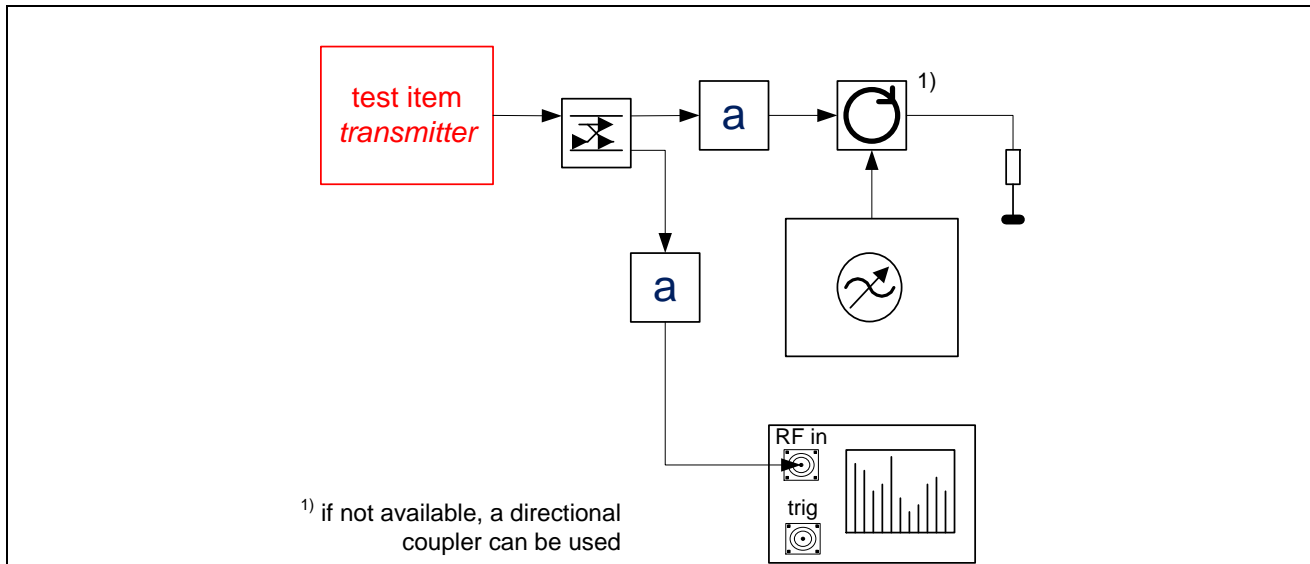 test item
transmitter
a
1)
a
RF in
trig
1) if not available, a directional
coupler can be used